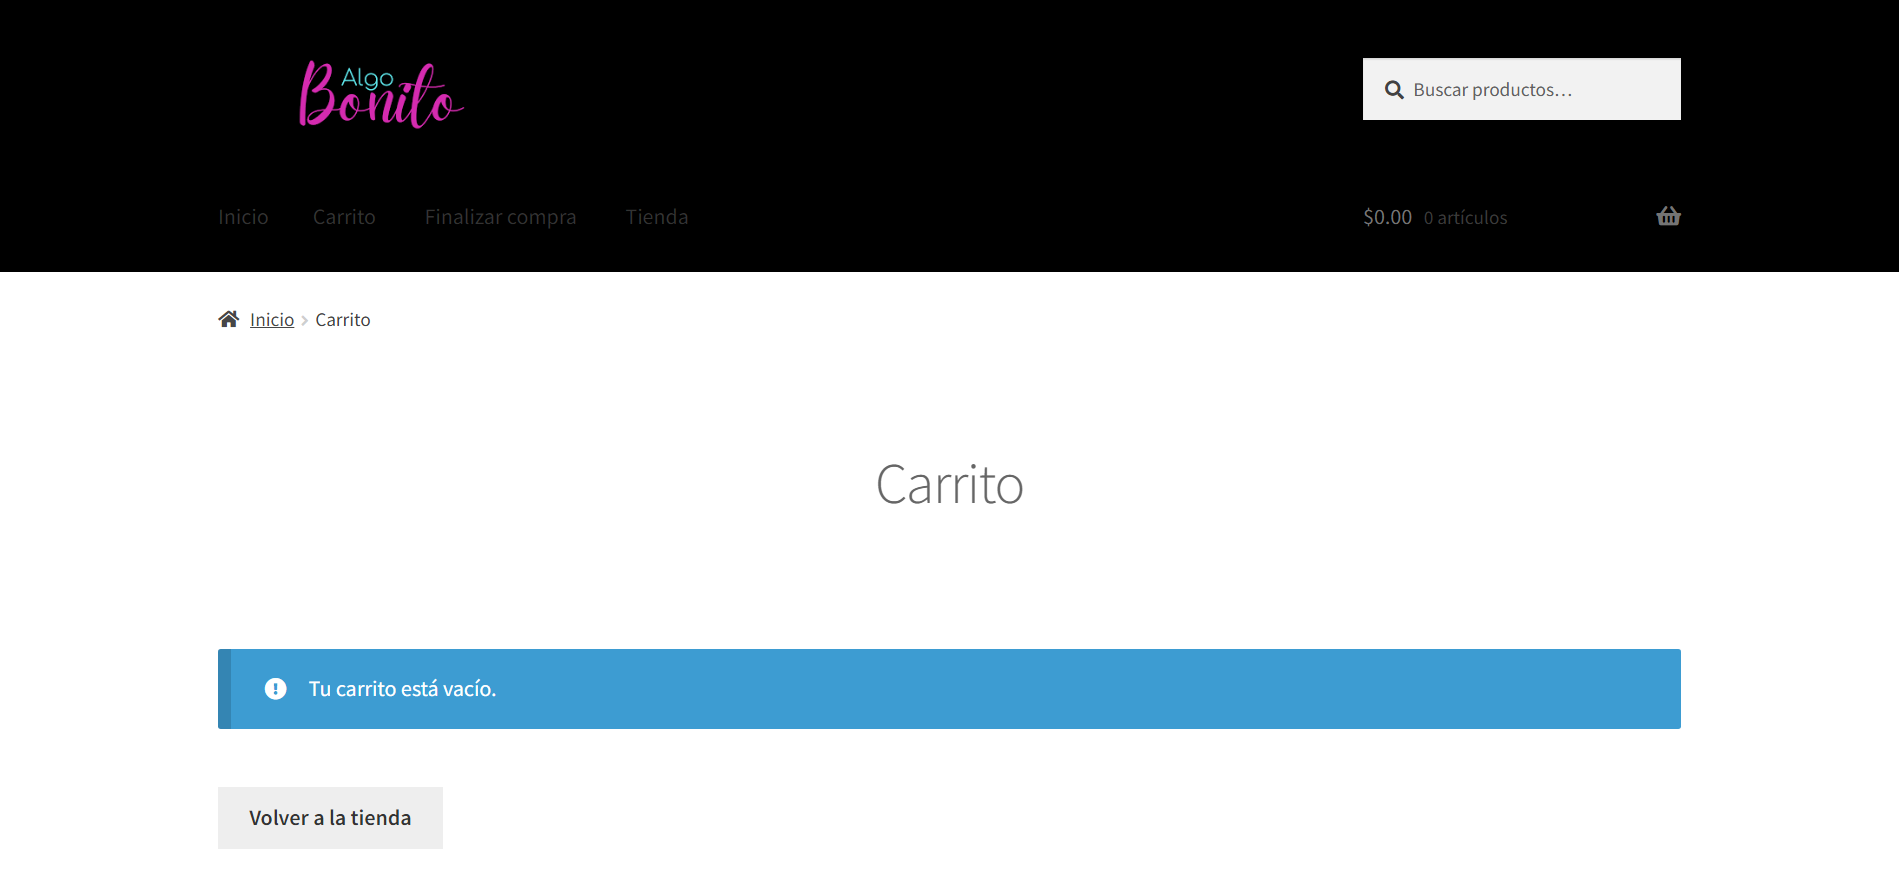 Algo
Bonito
Buscar productos…
Inicio Carrito Finalizar compra Tienda
$0.00 0 artículos
Inicio Carrito
Carrito
Tu carrito está vacío.
Volver a la tienda